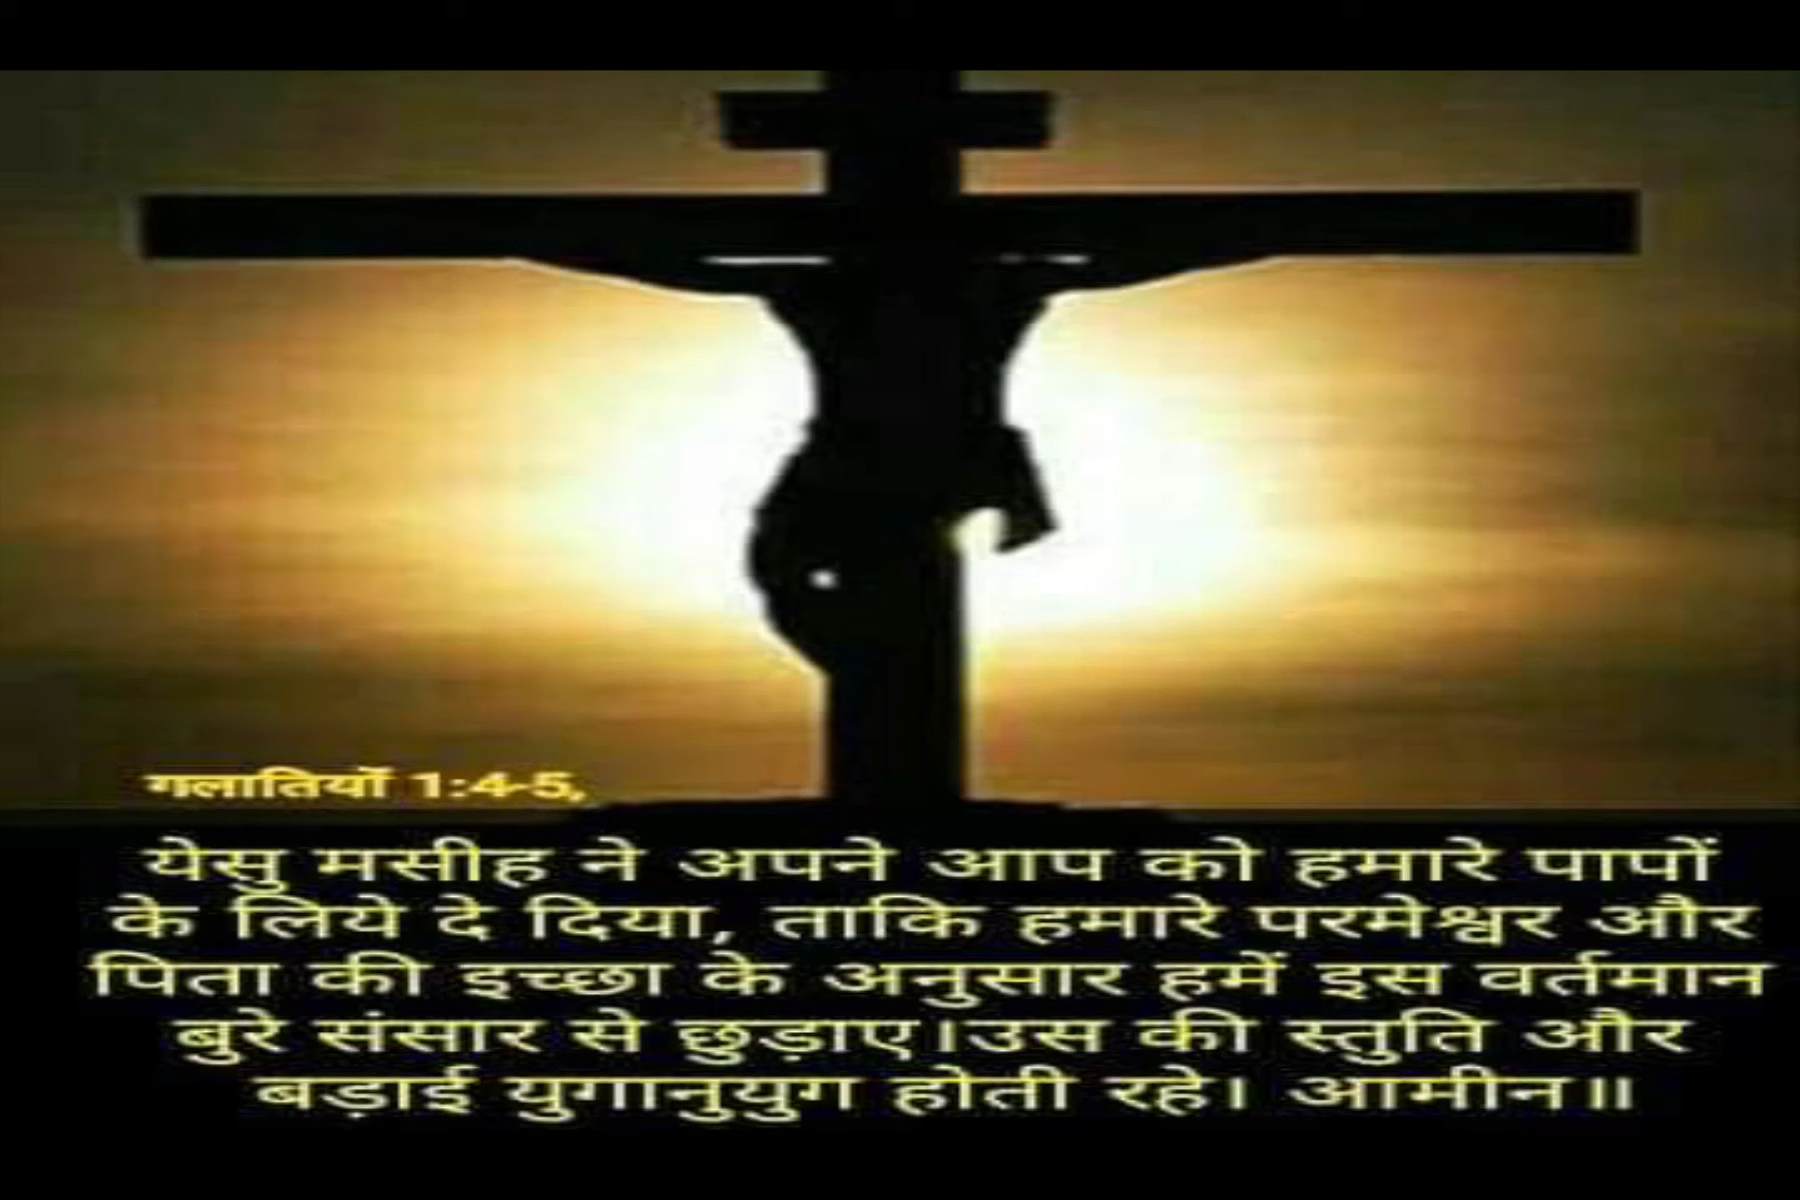 गलातियों 1:4-5,
येसु मसीह ने अपने आप को हमारे पापों
के लिये दे दिया, ताकि हमारे परमेश्वर और
पिता की इच्छा के अनुसार हमें इस वर्तमान
बुरे संसार से छुड़ाए।उस की स्तुति और
बड़ाई युगानुयुग होती रहे। आमीन॥